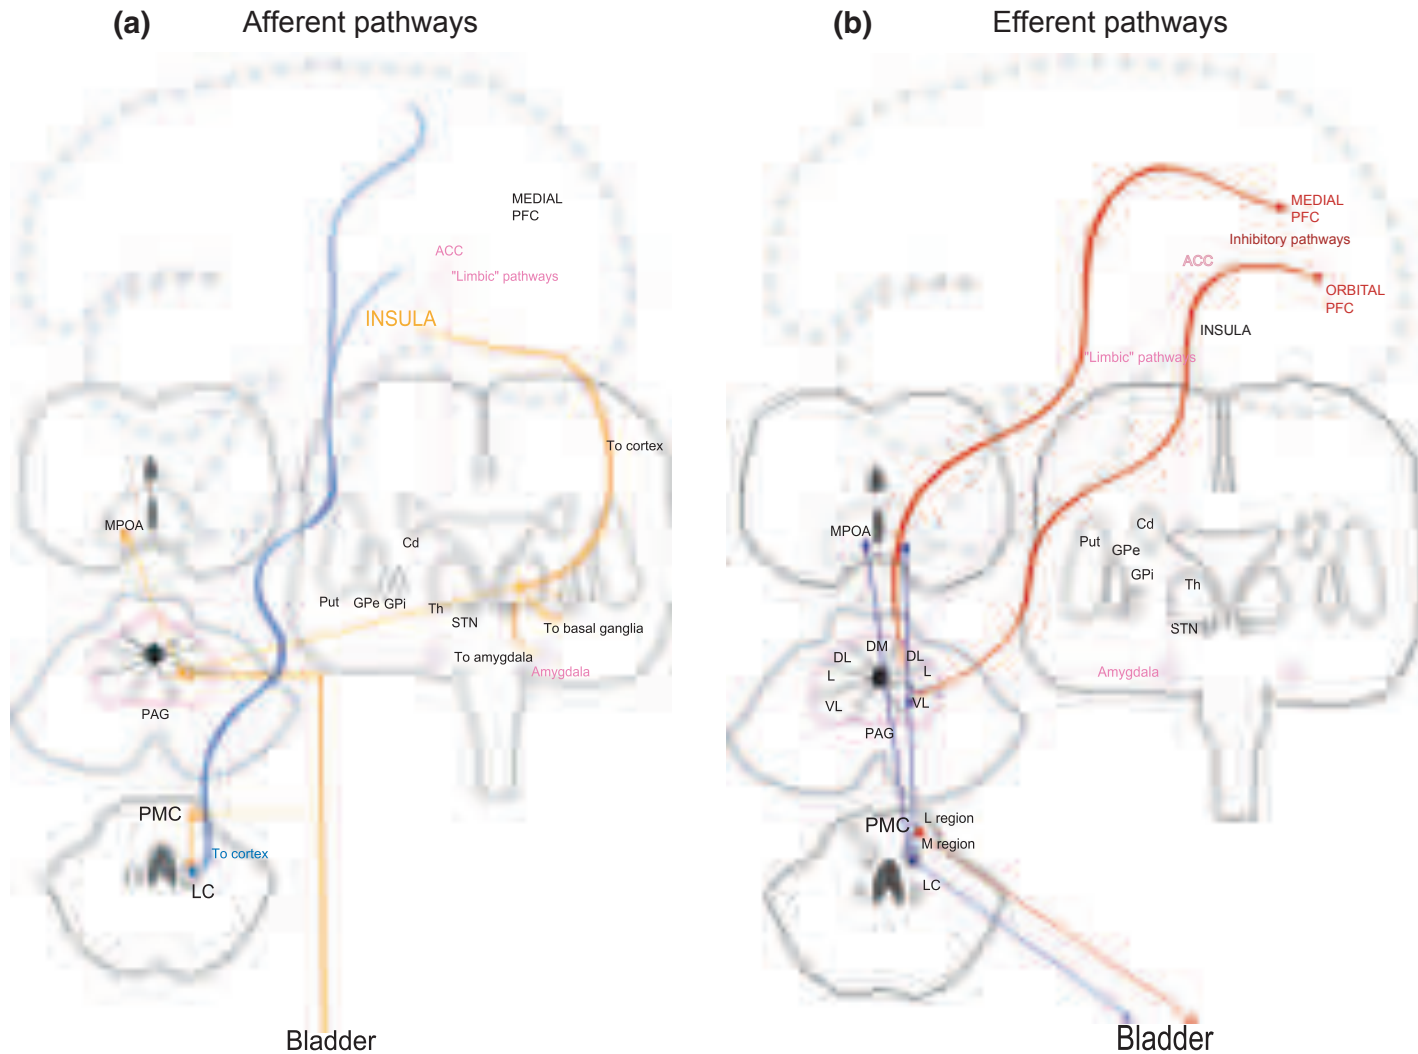 (a) Afferent pathways
MEDIAL
PFC
ACC
"Limbic" pathways
INSULA
To cortex
MPOA
Cd
Put GPe GPi Th
STN
To basal ganglia
To amygdala
Amygdala
PAG
PMC
To cortex
LC
Bladder
(b) Efferent pathways
MEDIAL
PFC
Inhibitory pathways
ACC
ORBITAL
PFC
INSULA
"Limbic" pathways
MPOA
Cd
Put
GPe
GPi
Th
STN
DM
DL DL
L L
VL VL
PAG
Amygdala
PMC
L region
M region
LC
Bladder